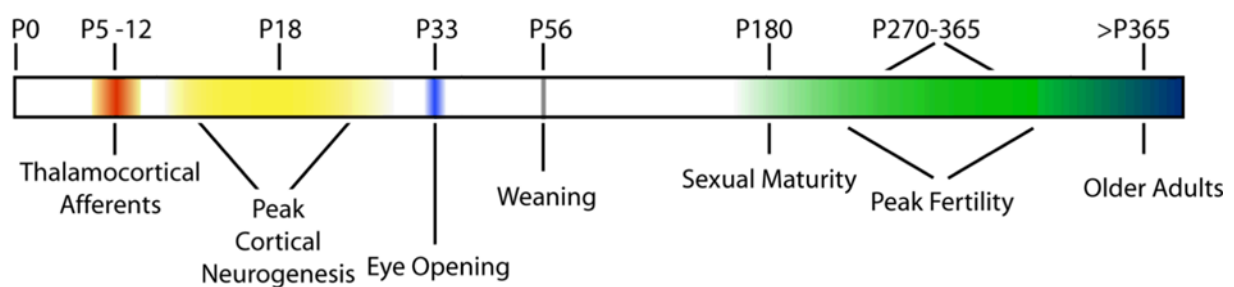 P0 P5 -12 P18 P33 P56 P180 P270-365 >P365
Thalamocortical
Afferents
Peak
Cortical
Neurogenesis
Eye Opening
Weaning
Sexual Maturity
Peak Fertility
Older Adults